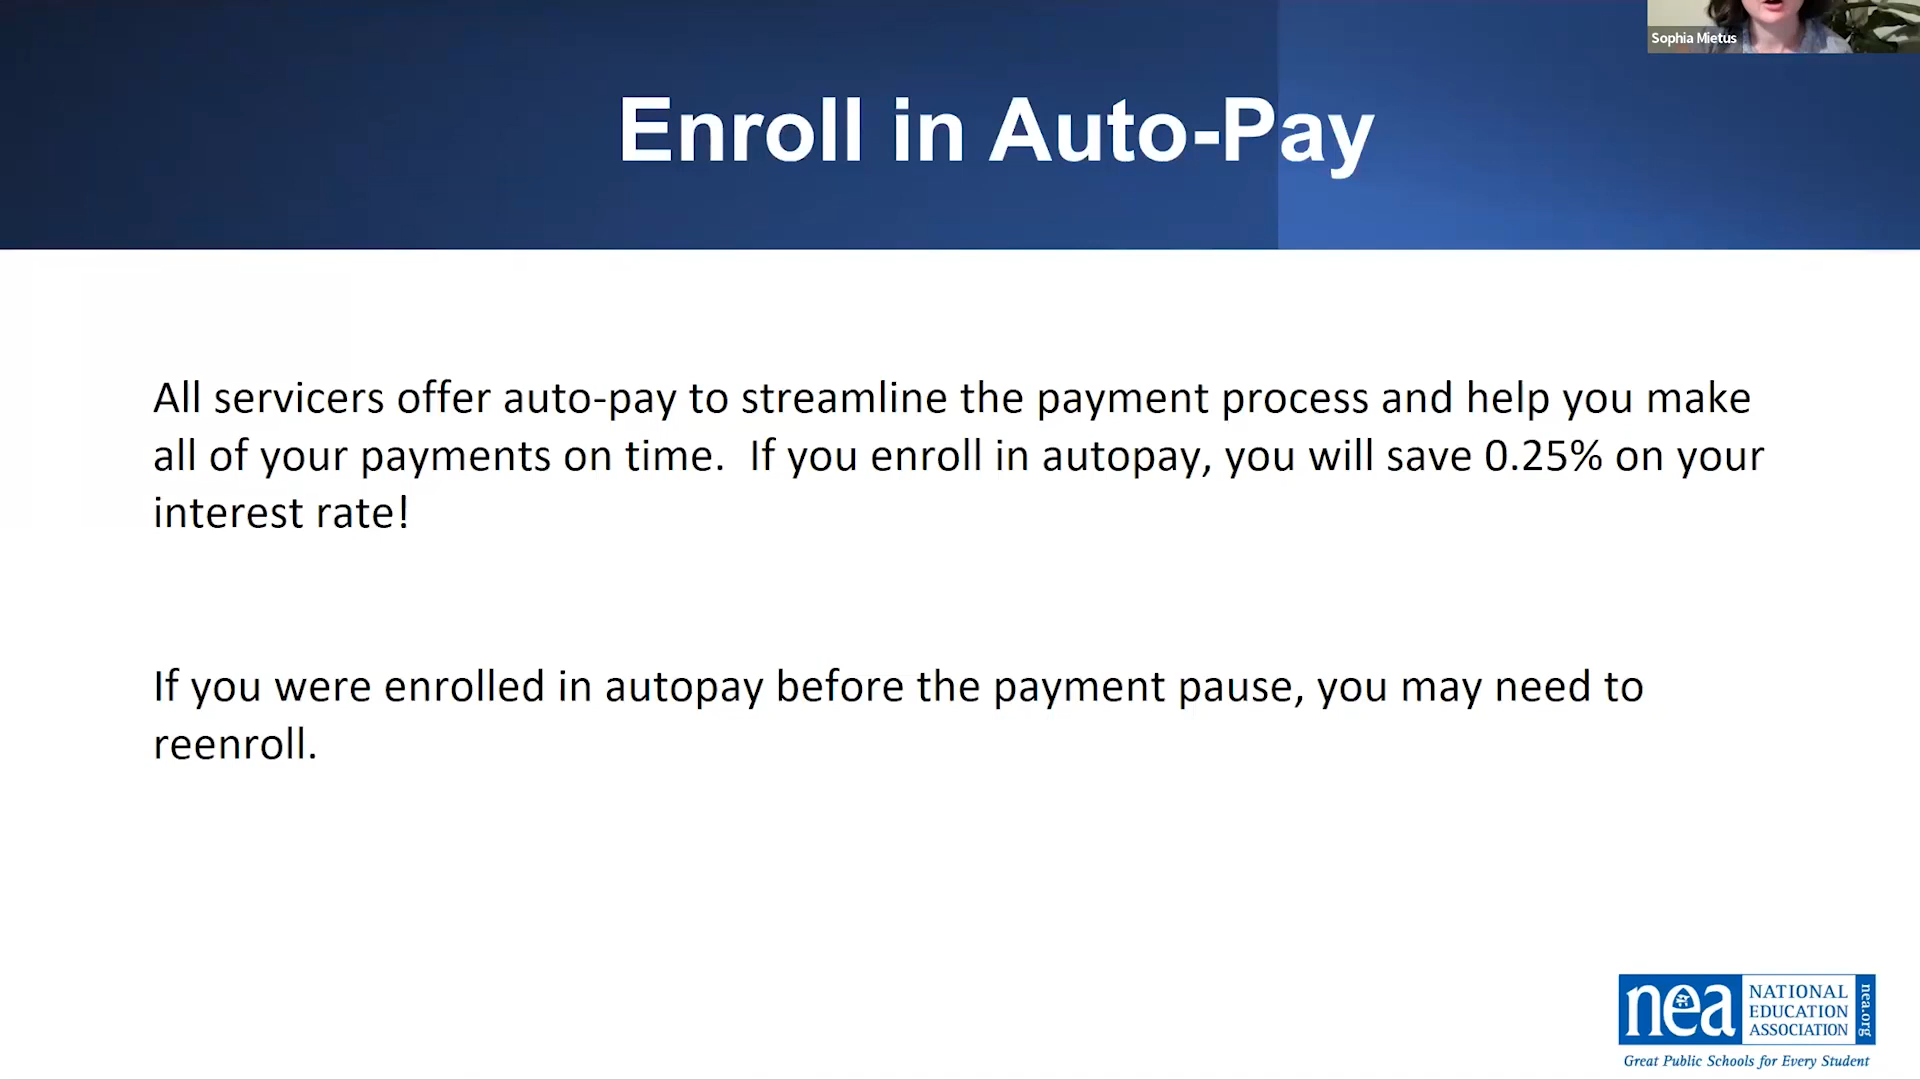 Sophia Mietus
Enroll in Auto-Pay
All servicers offer auto-pay to streamline the payment process and help you make
all of your payments on time.  If you enroll in autopay, you will save 0.25% on your
interest rate!
If you were enrolled in autopay before the payment pause, you may need to
reenroll.
nea
NATIONAL
EDUCATION
ASSOCIATION
nea.org
Great Public Schools for Every Student